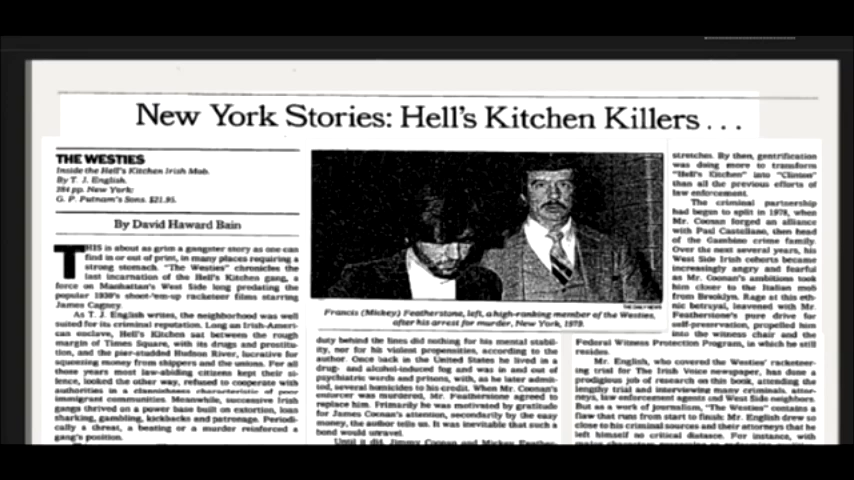 New York Stories: Hell's Kitchen Killers . . .
THE WESTIES
Inside the Hell's Kitchen Irish Mob.
By T. J. English.
384 pp. New York:
G. P. Putnam's Sons. $21.95.
By David Haward Bain
THIS is about as grim a gangster story as one can
find in or out of print, in many places requiring a
strong stomach. "The Westies" chronicles the
last incarnation of the Hell's Kitchen gang, a
force on Manhattan's West Side long predating the
popular 1930's shoot-'em-up racketeer films starring
James Cagney.
As T. J. English writes, the neighborhood was well
suited for its criminal reputation. Long an Irish-Ameri-
can enclave, Hell's Kitchen sat between the rough
margin of Times Square, with its drugs and prostitu-
tion, and the pier-studded Hudson River, lucrative for
squeezing money from shippers and the unions. For all
those years most law-abiding citizens kept their si-
lence, looked the other way, refused to cooperate with
authorities in a clannishness characteristic of poor
immigrant communities. Meanwhile, successive Irish
gangs thrived on a power base built on extortion, loan
sharking, gambling, kickbacks and patronage. Periodi-
cally a threat, a beating or a murder reinforced a
gang's position.
THE DAILY NEWS
Francis (Mickey) Featherstone, left, a high-ranking member of the Westies,
after his arrest for murder, New York, 1979.
duty behind the lines did nothing for his mental stabil-
ity, nor for his violent propensities, according to the
author. Once back in the United States he lived in a
drug- and alcohol-induced fog and was in and out of
psychiatric wards and prisons, with, as he later admit-
ted, several homicides to his credit. When Mr. Coonan's
enforcer was murdered, Mr. Featherstone agreed to
replace him. Primarily he was motivated by gratitude
for James Coonan's attention, secondarily by the easy
money, the author tells us. It was inevitable that such a
bond would unravel.
Until it did, Jimmy Coonan and Mickey Feather-
stretches. By then, gentrification
was doing more to transform
"Hell's Kitchen" into "Clinton"
than all the previous efforts of
law enforcement.
The criminal partnership
had begun to split in 1978, when
Mr. Coonan forged an alliance
with Paul Castellano, then head
of the Gambino crime family.
Over the next several years, his
West Side Irish cohorts became
increasingly angry and fearful
as Mr. Coonan's ambitions took
him closer to the Italian mob
from Brooklyn. Rage at this eth-
nic betrayal, leavened with Mr.
Featherstone's pure drive for
self-preservation, propelled him
into the witness chair and the
Federal Witness Protection Program, in which he still
resides.
Mr. English, who covered the Westies' racketeer-
ing trial for The Irish Voice newspaper, has done a
prodigious job of research on this book, attending the
lengthy trial and interviewing many criminals, attor-
neys, law enforcement agents and West Side neighbors.
But as a work of journalism, "The Westies" contains a
flaw that runs from start to finish: Mr. English drew so
close to his criminal sources and their attorneys that he
left himself no critical distance. For instance, with